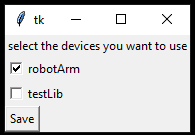 tk
select the devices you want to use
robotArm
testLib
Save